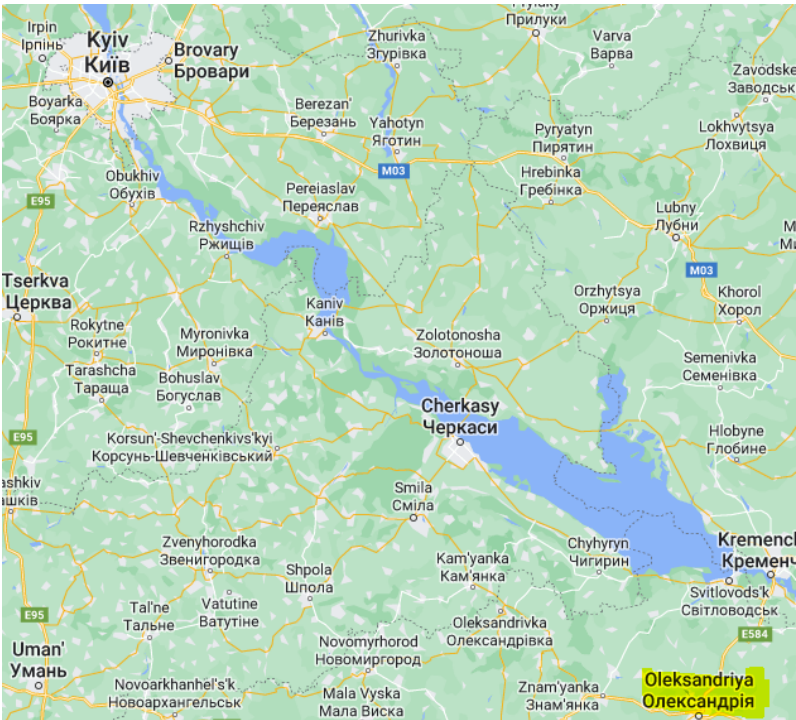 Irpin
Ірпінь
Kyiv
Київ
Brovary
Бровари
Boyarka
Боярка
Zhurivka
Згурівка
Прилуки
Varva
Варва
Berezan'
Березань
Yahotyn
Яготин
Pyryatyn
Пирятин
Lokhvytsya
Лохвиця
M03
Hrebinka
Гребінка
Obukhiv
Обухів
E95
Pereiaslav
Переяслав
Rzhyshchiv
Ржищів
Lubny
Лубни
M03
Tserkva
Церква
Kaniv
Канів
Orzhytsya
Оржиця
Khorol
Хорол
Rokytne
Рокитне
Myronivka
Миронівка
Zolotonosha
Золотоноша
Semenivka
Семенівка
Tarashcha
Тараща
Bohuslav
Богуслав
Cherkasy
Черкаси
E95
Korsun'-Shevchenkivs'kyi
Корсунь-Шевченківський
Hlobyne
Глобине
Smila
Сміла
Zvenyhorodka
Звенигородка
Shpola
Шпола
Kam'yanka
Кам'янка
Chyhyryn
Чигирин
Svitlovods'k
Світловодськ
E584
E95
Tal'ne
Тальне
Vatutine
Ватутіне
Oleksandrivka
Олександрівка
Uman'
Умань
Novomyrhorod
Новомиргород
Novoarkhanhel's'k
Новоархангельськ
Mala Vyska
Мала Виска
Znam'yanka
Знам'янка
Oleksandriya
Олександрія